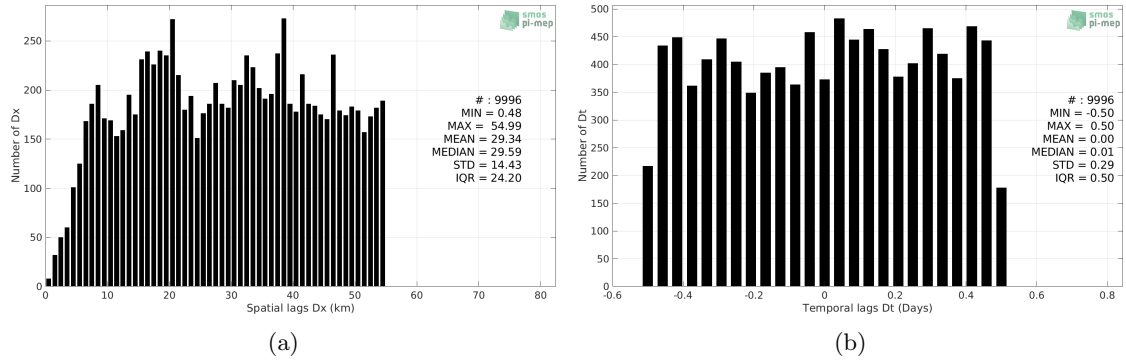 smos
pi-mep
250
200
150
100
50
0
Number of Dx
# : 9996
MIN = 0.48
MAX = 54.99
MEAN = 29.34
MEDIAN = 29.59
STD = 14.43
IQR = 24.20
0 10 20 30 40 50 60 70 80
Spatial lags Dx (km)
(a)
smos
pi-mep
500
450
400
350
300
250
200
150
100
50
0
Number of Dt
# : 9996
MIN = -0.50
MAX = 0.50
MEAN = 0.00
MEDIAN = 0.01
STD = 0.29
IQR = 0.50
-0.6 -0.4 -0.2 0 0.2 0.4 0.6 0.8
Temporal lags Dt (Days)
(b)